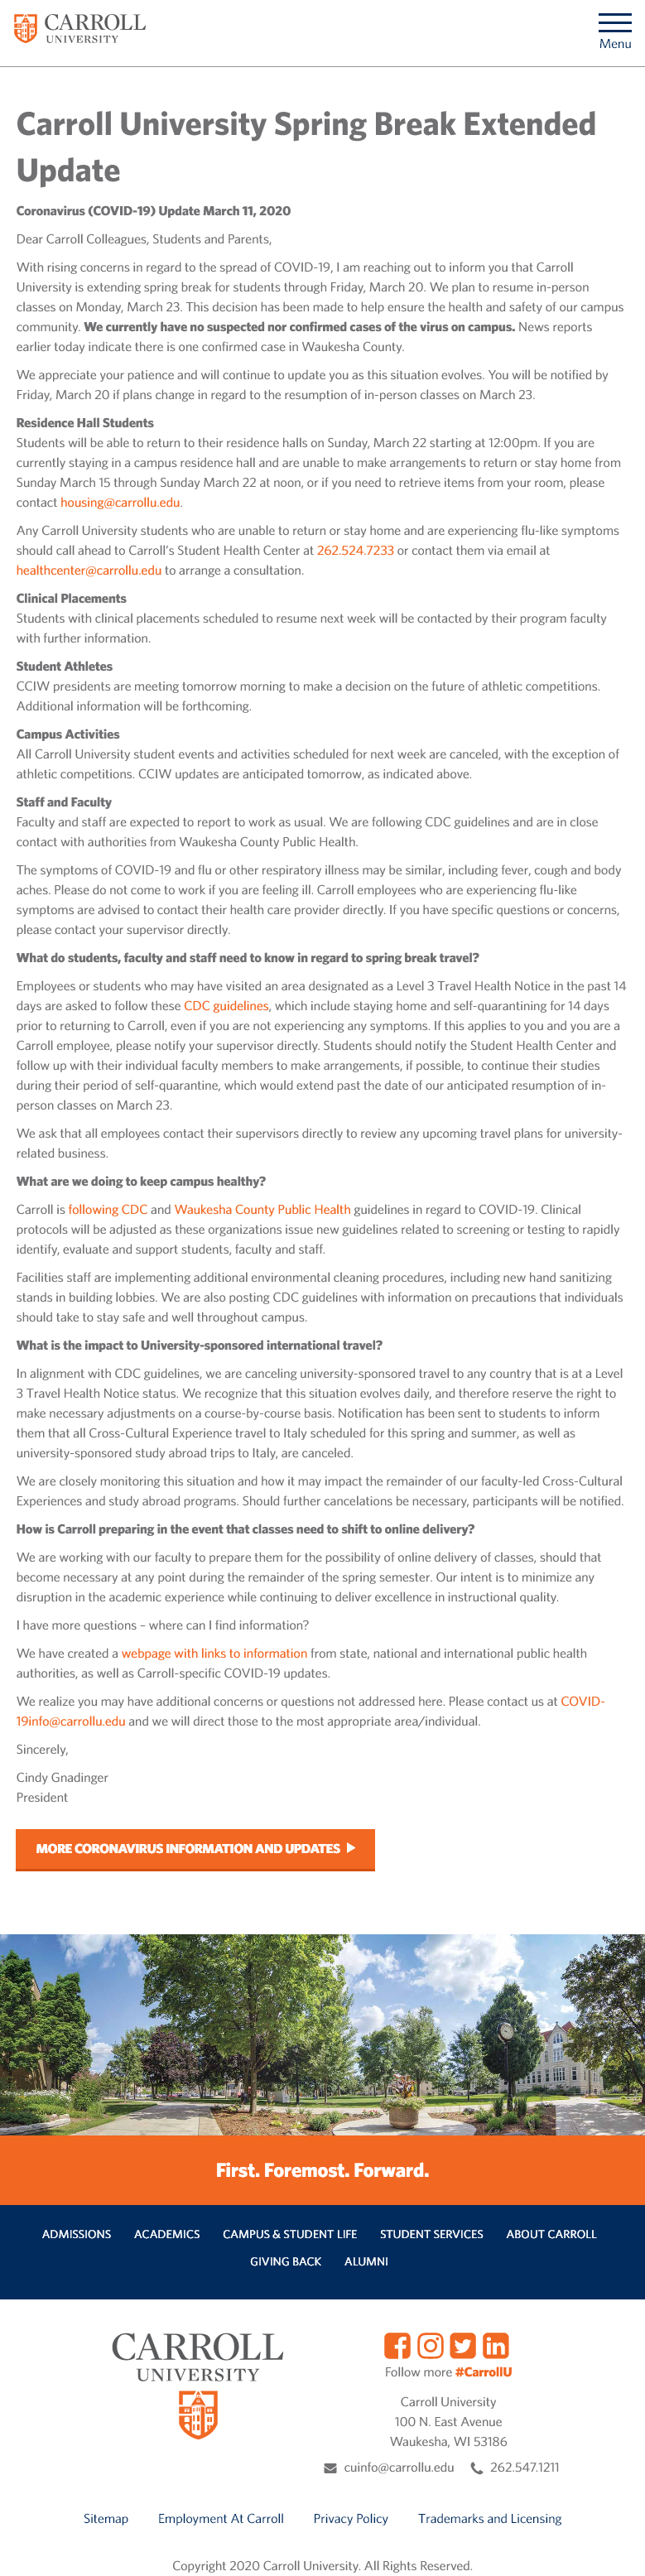 CARROLL
UNIVERSITY
Menu
Carroll University Spring Break Extended
Update
Coronavirus (COVID-19) Update March 11, 2020
Dear Carroll Colleagues, Students and Parents,
With rising concerns in regard to the spread of COVID-19, I am reaching out to inform you that Carroll
University is extending spring break for students through Friday, March 20. We plan to resume in-person
classes on Monday, March 23. This decision has been made to help ensure the health and safety of our campus
community. We currently have no suspected nor confirmed cases of the virus on campus. News reports
earlier today indicate there is one confirmed case in Waukesha County.
We appreciate your patience and will continue to update you as this situation evolves. You will be notified by
Friday, March 20 if plans change in regard to the resumption of in-person classes on March 23.
Residence Hall Students
Students will be able to return to their residence halls on Sunday, March 22 starting at 12:00pm. If you are
currently staying in a campus residence hall and are unable to make arrangements to return or stay home from
Sunday March 15 through Sunday March 22 at noon, or if you need to retrieve items from your room, please
contact housing@carrollu.edu.
Any Carroll University students who are unable to return or stay home and are experiencing flu-like symptoms
should call ahead to Carroll's Student Health Center at 262.524.7233 or contact them via email at
healthcenter@carrollu.edu to arrange a consultation.
Clinical Placements
Students with clinical placements scheduled to resume next week will be contacted by their program faculty
with further information.
Student Athletes
CCIW presidents are meeting tomorrow morning to make a decision on the future of athletic competitions.
Additional information will be forthcoming.
Campus Activities
All Carroll University student events and activities scheduled for next week are canceled, with the exception of
athletic competitions. CCIW updates are anticipated tomorrow, as indicated above.
Staff and Faculty
Faculty and staff are expected to report to work as usual. We are following CDC guidelines and are in close
contact with authorities from Waukesha County Public Health.
The symptoms of COVID-19 and flu or other respiratory illness may be similar, including fever, cough and body
aches. Please do not come to work if you are feeling ill. Carroll employees who are experiencing flu-like
symptoms are advised to contact their health care provider directly. If you have specific questions or concerns,
please contact your supervisor directly.
What do students, faculty and staff need to know in regard to spring break travel?
Employees or students who may have visited an area designated as a Level 3 Travel Health Notice in the past 14
days are asked to follow these CDC guidelines, which include staying home and self-quarantining for 14 days
prior to returning to Carroll, even if you are not experiencing any symptoms. If this applies to you and you are a
Carroll employee, please notify your supervisor directly. Students should notify the Student Health Center and
follow up with their individual faculty members to make arrangements, if possible, to continue their studies
during their period of self-quarantine, which would extend past the date of our anticipated resumption of in-
person classes on March 23.
We ask that all employees contact their supervisors directly to review any upcoming travel plans for university-
related business.
What are we doing to keep campus healthy?
Carroll is following CDC and Waukesha County Public Health guidelines in regard to COVID-19. Clinical
protocols will be adjusted as these organizations issue new guidelines related to screening or testing to rapidly
identify, evaluate and support students, faculty and staff.
Facilities staff are implementing additional environmental cleaning procedures, including new hand sanitizing
stands in building lobbies. We are also posting CDC guidelines with information on precautions that individuals
should take to stay safe and well throughout campus.
What is the impact to University-sponsored international travel?
In alignment with CDC guidelines, we are canceling university-sponsored travel to any country that is at a Level
3 Travel Health Notice status. We recognize that this situation evolves daily, and therefore reserve the right to
make necessary adjustments on a course-by-course basis. Notification has been sent to students to inform
them that all Cross-Cultural Experience travel to Italy scheduled for this spring and summer, as well as
university-sponsored study abroad trips to Italy, are canceled.
We are closely monitoring this situation and how it may impact the remainder of our faculty-led Cross-Cultural
Experiences and study abroad programs. Should further cancelations be necessary, participants will be notified.
How is Carroll preparing in the event that classes need to shift to online delivery?
We are working with our faculty to prepare them for the possibility of online delivery of classes, should that
become necessary at any point during the remainder of the spring semester. Our intent is to minimize any
disruption in the academic experience while continuing to deliver excellence in instructional quality.
I have more questions – where can I find information?
We have created a webpage with links to information from state, national and international public health
authorities, as well as Carroll-specific COVID-19 updates.
We realize you may have additional concerns or questions not addressed here. Please contact us at COVID-
19info@carrollu.edu and we will direct those to the most appropriate area/individual.
Sincerely,
Cindy Gnadinger
President
MORE CORONAVIRUS INFORMATION AND UPDATES
First. Foremost. Forward.
ADMISSIONS ACADEMICS CAMPUS & STUDENT LIFE STUDENT SERVICES ABOUT CARROLL
GIVING BACK ALUMNI
CARROLL
UNIVERSITY
Follow more #CarrollU
Carroll University
100 N. East Avenue
Waukesha, WI 53186
cuinfo@carrollu.edu 262.547.1211
Sitemap Employment At Carroll Privacy Policy Trademarks and Licensing
Copyright 2020 Carroll University. All Rights Reserved.